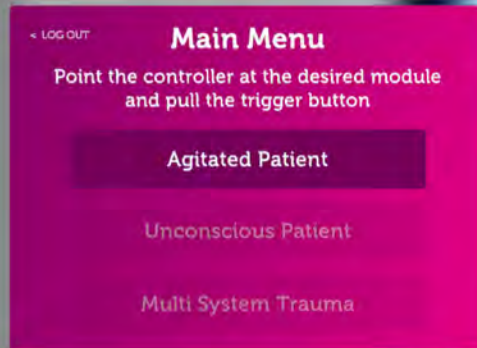 < LOG OUT
Main Menu
Point the controller at the desired module
and pull the trigger button
Agitated Patient
Unconscious Patient
Multi System Trauma